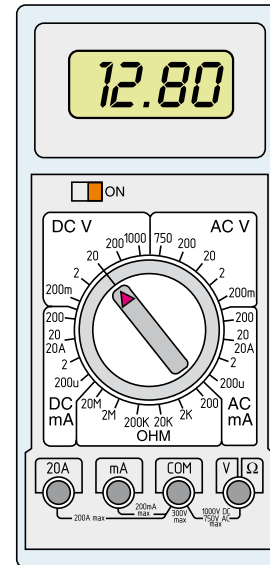 12.80
ON
DC V
AC V
200m
2
20
200
1000
750
200
20
2
200m
200
20
20A
2
200u
DC
mA
200
20
20A
2
200u
AC
mA
20M
2M
200K
20K
2K
200
OHM
20A
mA
COM
V
Ω
200A max
200mA
max
300V
max
1000V DC
750V AC
max